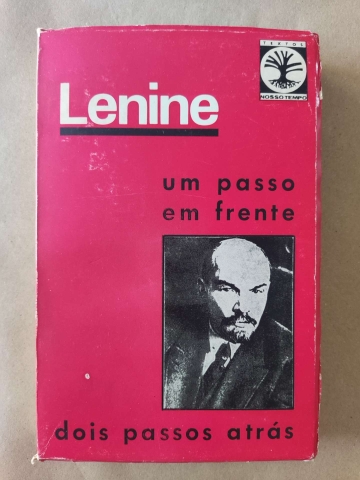 TEXTOS
NOSSO TEMPO
Lenine
um passo
em frente
dois passos atrás